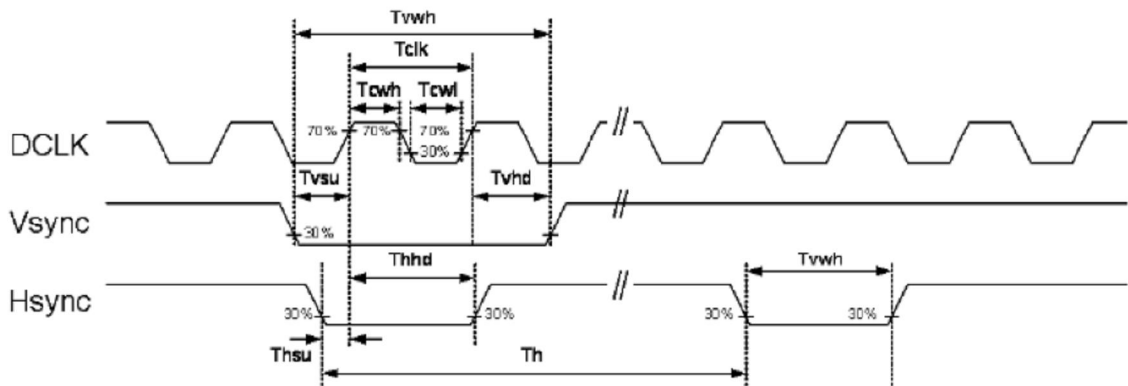 Tvwh
Tclk
Tcwh Tcwl
DCLK 70% 70% 70%
30%
Tvsu Tvhd
Vsync 30%
Thhd Tvwh
Hsync 30% 30% 30% 30%
Thsu Th